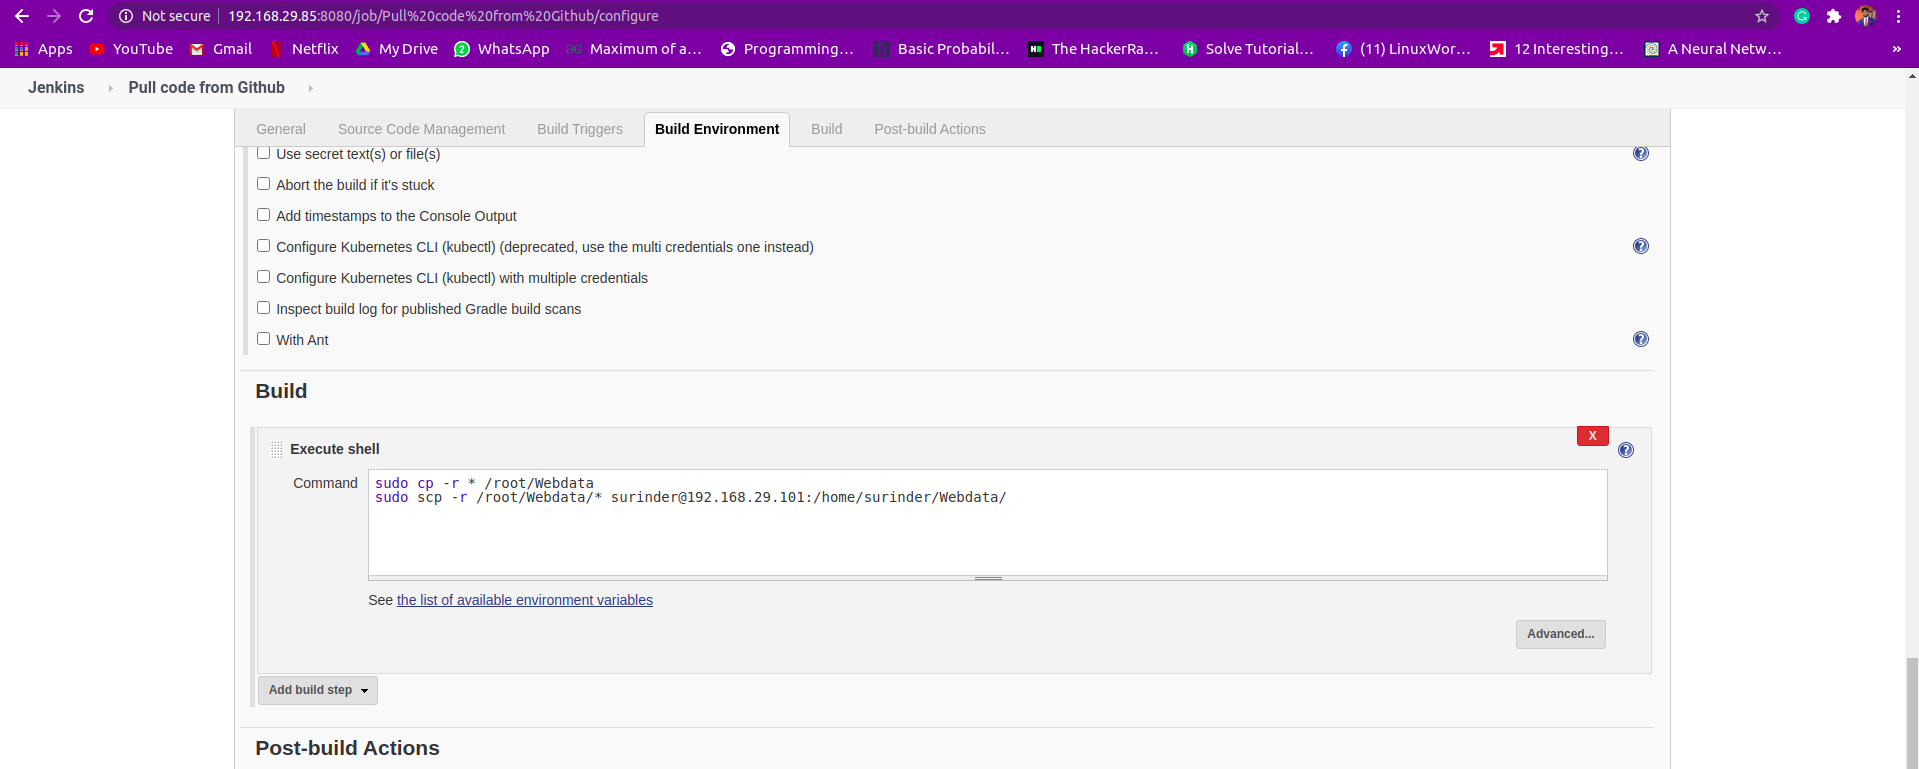 Not secure | 192.168.29.85:8080/job/Pull%20code%20from%20Github/configure
Apps YouTube Gmail Netflix My Drive WhatsApp Maximum of a... Programming... Basic Probabil... The HackerRa... Solve Tutorial... (11) LinuxWor... 12 Interesting... A Neural Netw... »
Jenkins Pull code from Github
General Source Code Management Build Triggers Build Environment Build Post-build Actions
Use secret text(s) or file(s)
Abort the build if it's stuck
Add timestamps to the Console Output
Configure Kubernetes CLI (kubectl) (deprecated, use the multi credentials one instead)
Configure Kubernetes CLI (kubectl) with multiple credentials
Inspect build log for published Gradle build scans
With Ant
Build
X
Execute shell
Command
sudo cp -r * /root/Webdata
sudo scp -r /root/Webdata/* surinder@192.168.29.101:/home/surinder/Webdata/
See the list of available environment variables
Advanced...
Add build step
Post-build Actions